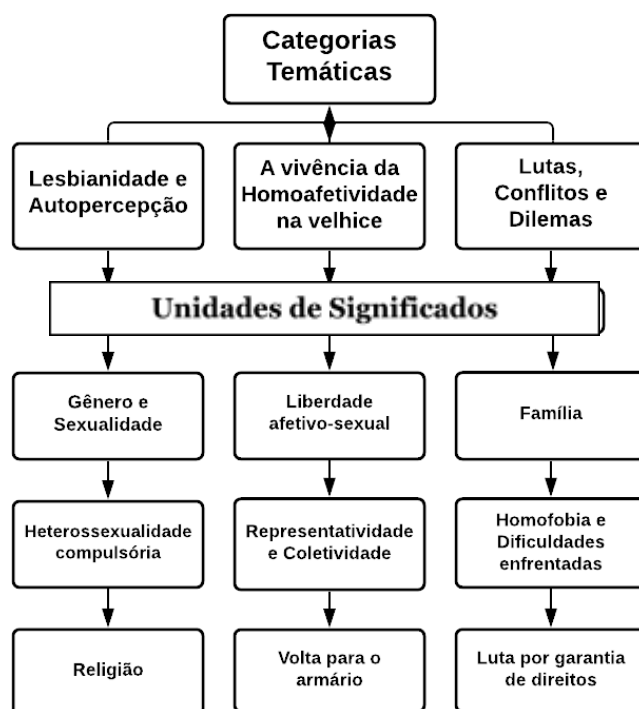 Categorias
Temáticas
Lesbianidade e
Autopercepção
A vivência da
Homoafetividade
na velhice
Lutas,
Conflitos e
Dilemas
Unidades de Significados
Gênero e
Sexualidade
Liberdade
afetivo-sexual
Família
Heterossexualidade
compulsória
Representatividade
e Coletividade
Homofobia e
Dificuldades
enfrentadas
Religião
Volta para o
armário
Luta por garantia
de direitos